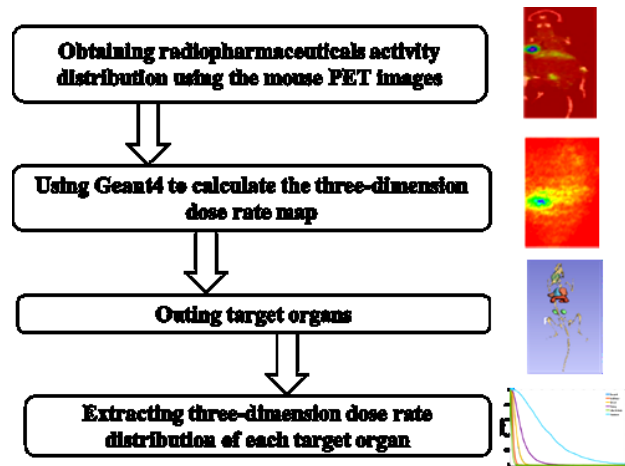 Obtaining radiopharmaceuticals activity
distribution using the mouse PET images
Using Geant4 to calculate the three-dimension
dose rate map
Outing target organs
Extracting three-dimension dose rate
distribution of each target organ